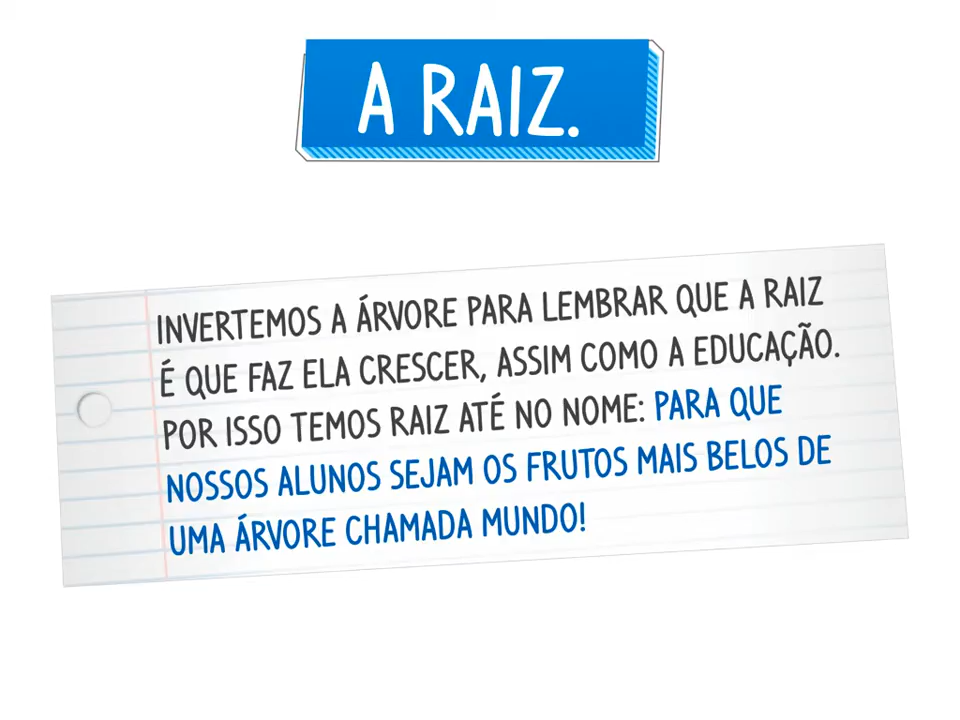 A RAIZ.
INVERTEMOS A ÁRVORE PARA LEMBRAR QUE A RAIZ
É QUE FAZ ELA CRESCER, ASSIM COMO A EDUCAÇÃO.
POR ISSO TEMOS RAIZ ATÉ NO NOME: PARA QUE
NOSSOS ALUNOS SEJAM OS FRUTOS MAIS BELOS DE
UMA ÁRVORE CHAMADA MUNDO!